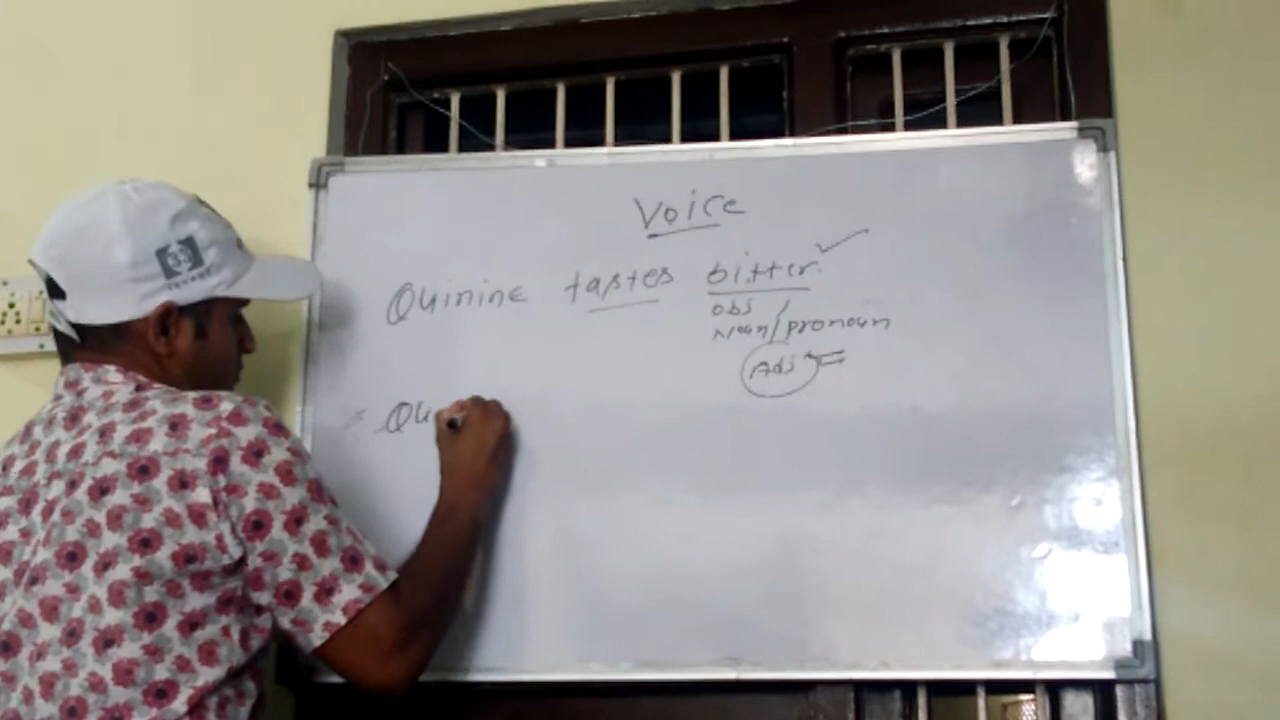 Voice
Quinine tastes bitter.
obj
Noun/pronoun
Adj
Qu